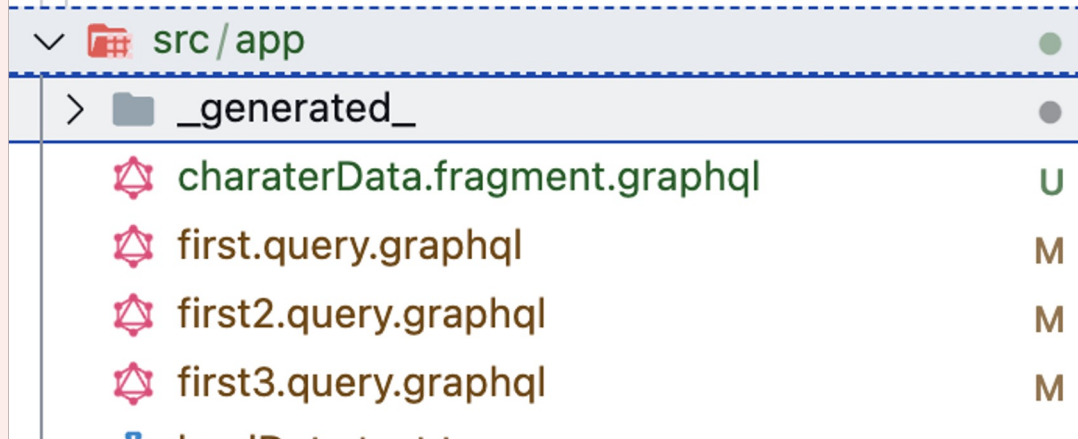 src/app
_generated_
charaterData.fragment.graphql U
first.query.graphql M
first2.query.graphql M
first3.query.graphql M